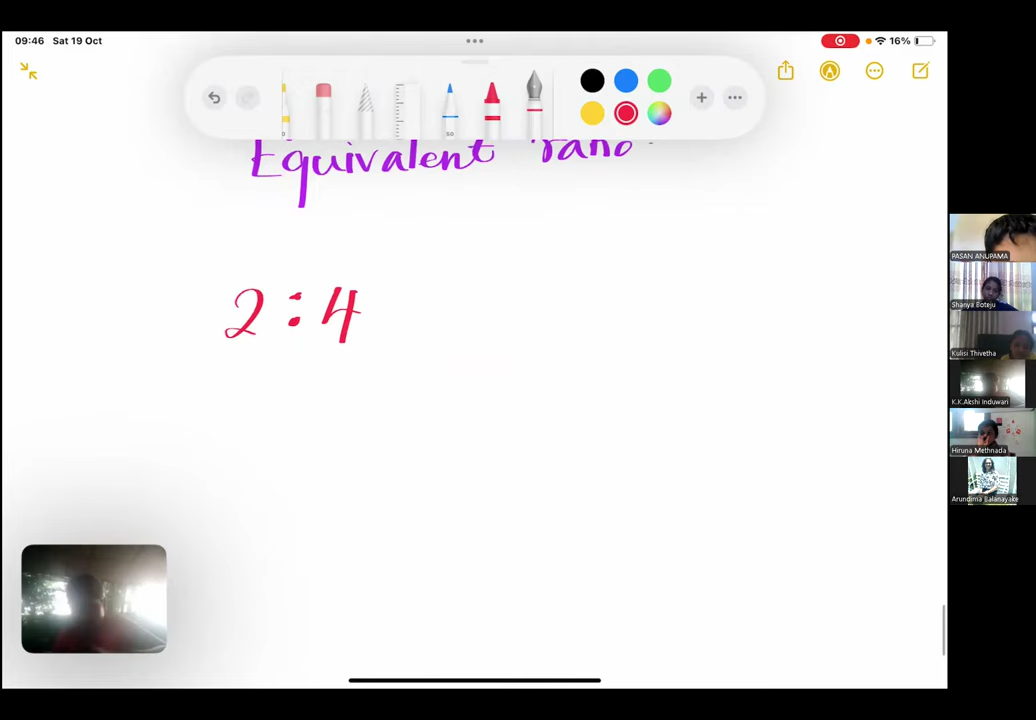 09:46 Sat 19 Oct
16%
Equivalent
2 : 4
PASAN ANUPAMA
Shanya Boteju
Kulisi Thivetha
K.K.Akshi Induwari
Hiruna Methnada
Arundima Balanayake